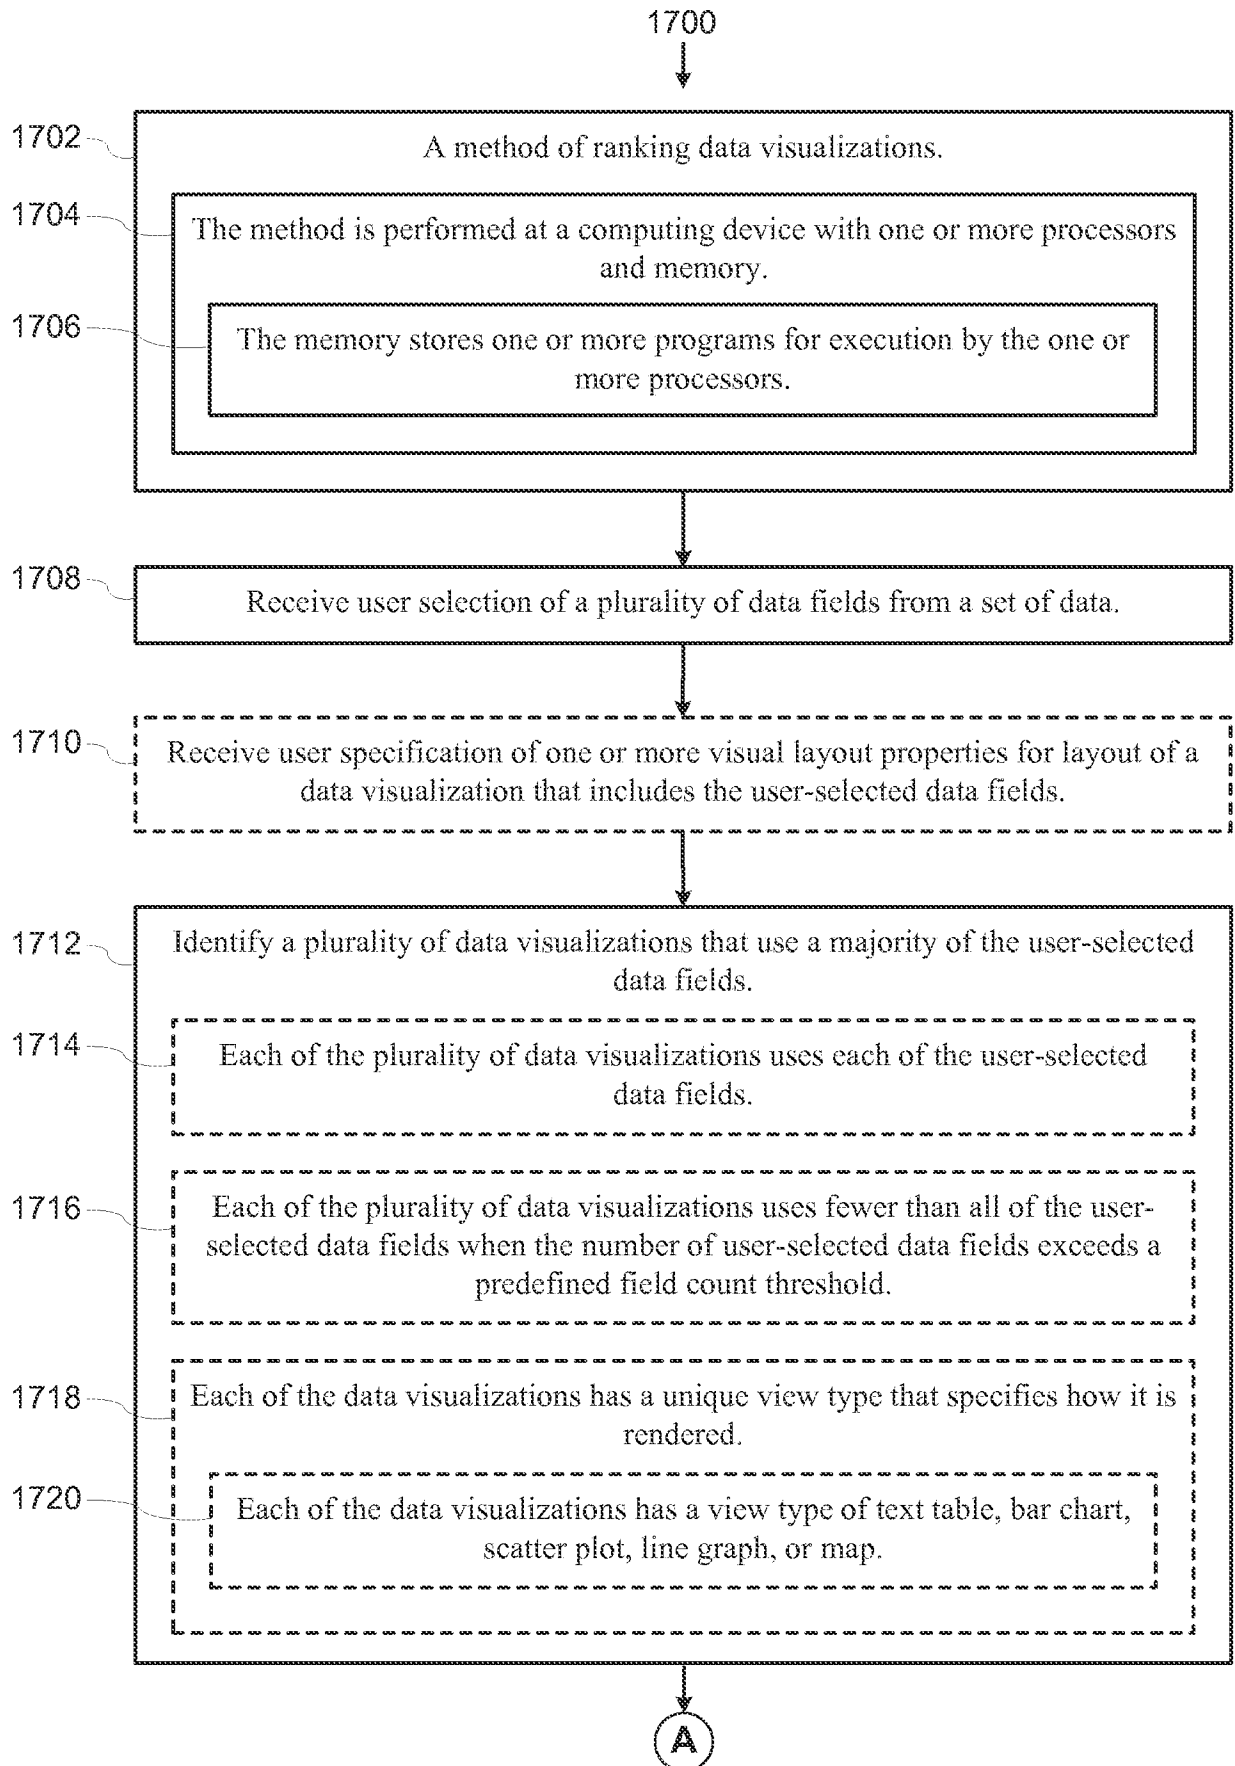 1700
1702
A method of ranking data visualizations.
1704
The method is performed at a computing device with one or more processors
and memory.
1706
The memory stores one or more programs for execution by the one or
more processors.
1708
Receive user selection of a plurality of data fields from a set of data.
1710
Receive user specification of one or more visual layout properties for layout of a
data visualization that includes the user-selected data fields.
1712
Identify a plurality of data visualizations that use a majority of the user-selected
data fields.
1714
Each of the plurality of data visualizations uses each of the user-selected
data fields.
1716
Each of the plurality of data visualizations uses fewer than all of the user-
selected data fields when the number of user-selected data fields exceeds a
predefined field count threshold.
1718
Each of the data visualizations has a unique view type that specifies how it is
rendered.
1720
Each of the data visualizations has a view type of text table, bar chart,
scatter plot, line graph, or map.
A